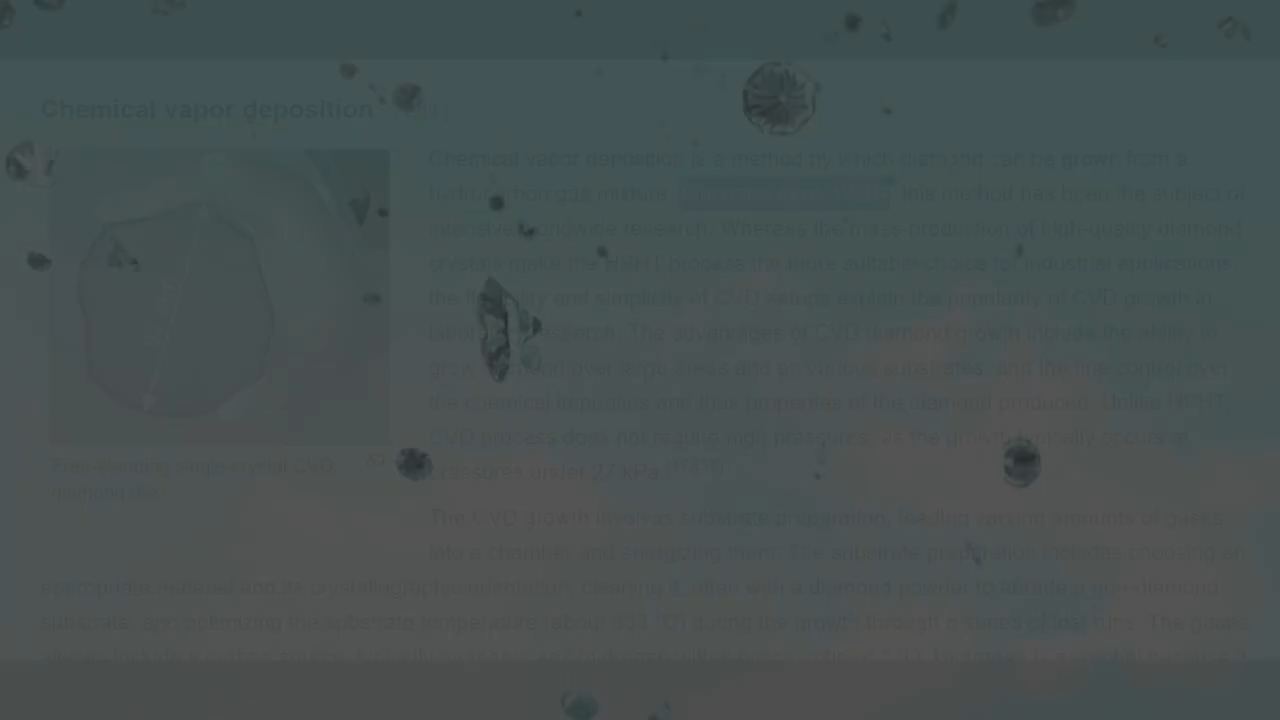 Chemical vapor deposition
Chemical vapor deposition is a method by which diamond can be grown from a
hydrocarbon gas mixture. this method has been the subject of
intensive worldwide research. Whereas the mass-production of high-quality diamond
crystals make the HPHT process the more suitable choice for industrial applications,
the flexibility and simplicity of CVD setups explain the popularity of CVD growth in
laboratory research. The advantages of CVD diamond growth include the ability to
grow diamond over large areas and on various substrates, and the fine control over
the chemical impurities and thus properties of the diamond produced. Unlike HPHT,
CVD process does not require high pressures, as the growth typically occurs at
pressures under 27 kPa.
Free-standing single-crystal CVD
diamond disc
The CVD growth involves substrate preparation, feeding varying amounts of gases
into a chamber and energizing them. The substrate preparation includes choosing an
appropriate material and its crystallographic orientation; cleaning it, often with a diamond powder to abrade a non-diamond
substrate; and optimizing the substrate temperature (about during the growth through a series of test runs. The gases